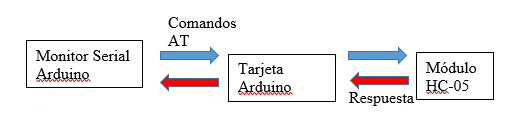 Comandos
AT
Monitor Serial
Arduino
Tarjeta
Arduino
Módulo
HC-05
Respuesta